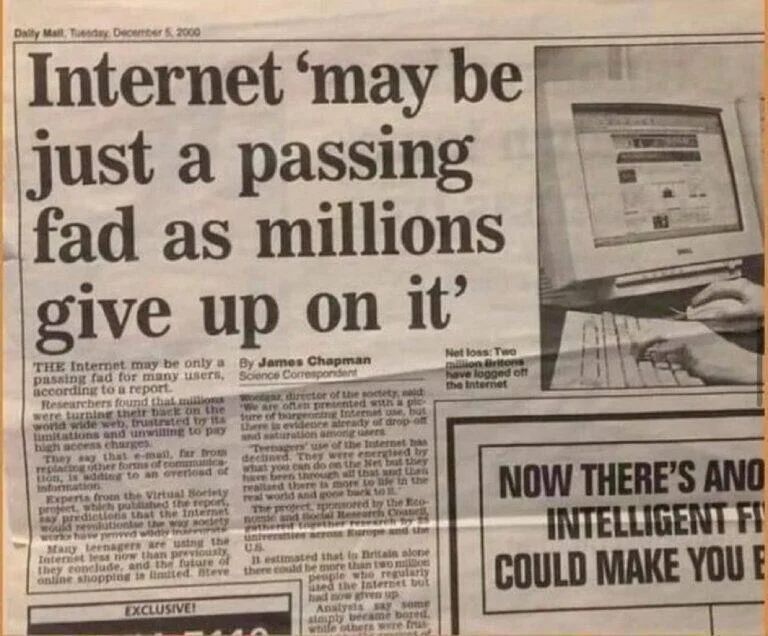 Daily Mail, Tuesday, December 5, 2000
Internet ‘may be
just a passing
fad as millions
give up on it’
THE Internet may be only a
passing fad for many users,
according to a report.
Researchers found that millions
were turning their back on the
world wide web, frustrated by its
limitations and unwilling to pay
high access charges.
They say that e-mail, far from
replacing other forms of communica-
tion, is adding to an overload of
information.
Experts from the Virtual Society
project, which published the report,
say predictions that the Internet
would revolutionise the way society
works have proved wildly inaccurate.
Many teenagers are using the
Internet less now than previously,
they conclude, and the future of
online shopping is limited. Steve
By James Chapman
Science Correspondent
Woolgar, director of the society, said:
‘We are often presented with a pic-
ture of burgeoning Internet use, but
there is evidence already of drop-off
and saturation among users.
‘Teenagers’ use of the Internet has
declined. They were energised by
what you can do on the Net but they
have been through all that and then
realised there is more to life in the
real world and gone back to it.’
The project, sponsored by the Eco-
nomic and Social Research Council,
gathered together research by 25
universities across Europe and the
U.S.
It estimated that in Britain alone
there could be more than two million
people who regularly
used the Internet but
had now given up.
Analysts say some
simply became bored,
while others were frus-
Net loss: Two
million Britons
have logged off
the Internet
EXCLUSIVE!
NOW THERE’S ANO
INTELLIGENT FI
COULD MAKE YOU